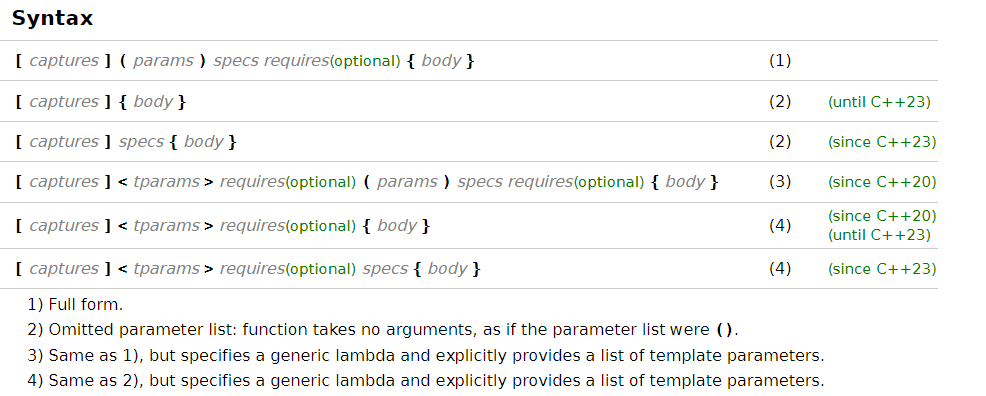 Syntax
[ captures ] ( params ) specs requires(optional) { body } (1)
[ captures ] { body } (2) (until C++23)
[ captures ] specs { body } (2) (since C++23)
[ captures ] < tparams > requires(optional) ( params ) specs requires(optional) { body } (3) (since C++20)
[ captures ] < tparams > requires(optional) { body } (4) (since C++20)
(until C++23)
[ captures ] < tparams > requires(optional) specs { body } (4) (since C++23)
1) Full form.
2) Omitted parameter list: function takes no arguments, as if the parameter list were ().
3) Same as 1), but specifies a generic lambda and explicitly provides a list of template parameters.
4) Same as 2), but specifies a generic lambda and explicitly provides a list of template parameters.